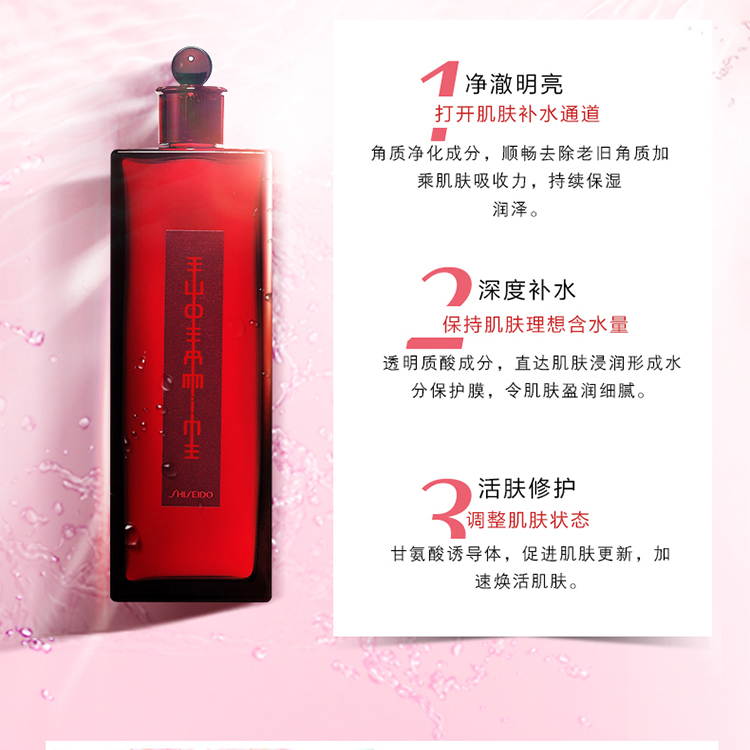 1
净澈明亮
打开肌肤补水通道
角质净化成分，顺畅去除老旧角质加
乘肌肤吸收力，持续保湿
润泽。
2
深度补水
保持肌肤理想含水量
透明质酸成分，直达肌肤浸润形成水
分保护膜，令肌肤盈润细腻。
3
活肤修护
调整肌肤状态
甘氨酸诱导体，促进肌肤更新，加
速焕活肌肤。
SHISEIDO